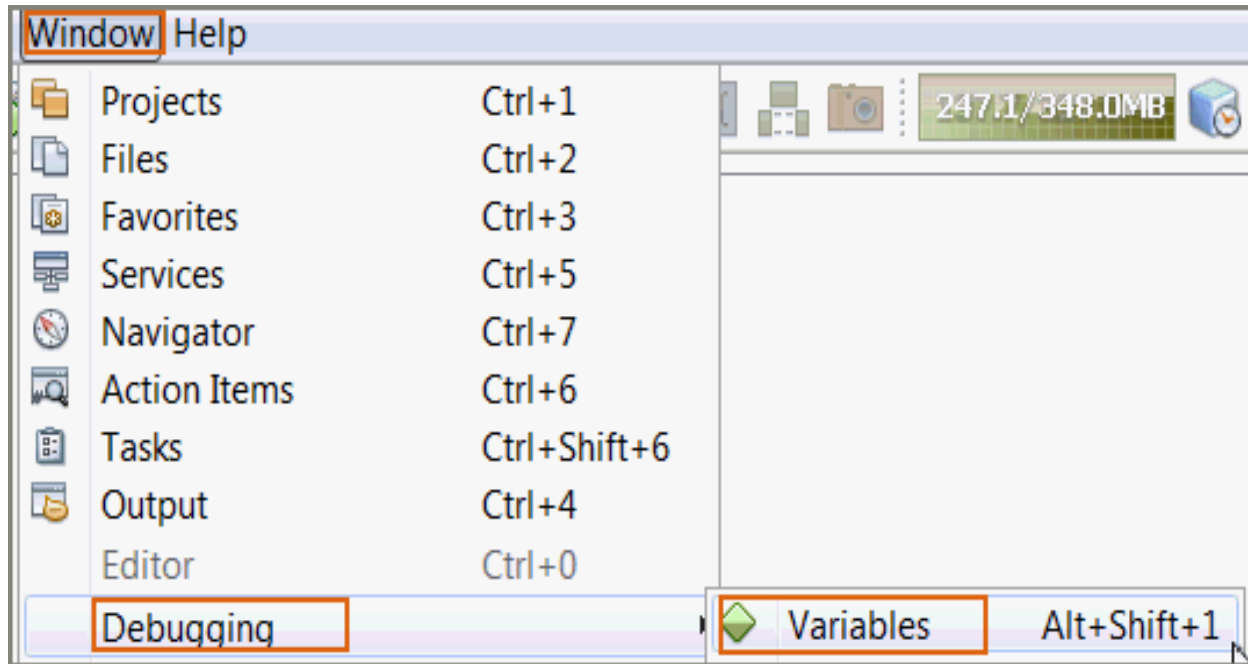 Window Help
Projects Ctrl+1
247.1/348.0MB
Files Ctrl+2
Favorites Ctrl+3
Services Ctrl+5
Navigator Ctrl+7
Action Items Ctrl+6
Tasks Ctrl+Shift+6
Output Ctrl+4
Editor Ctrl+0
Debugging
Variables Alt+Shift+1